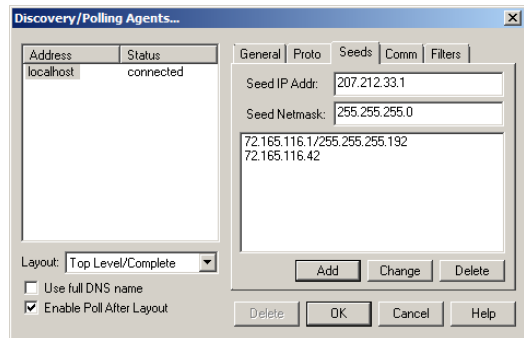 Discovery/Polling Agents...
Address Status
localhost connected
General Proto Seeds Comm Filters
Seed IP Addr: 207.212.33.1
Seed Netmask: 255.255.255.0
72.165.116.1/255.255.255.192
72.165.116.42
Layout: Top Level/Complete
Add Change Delete
Use full DNS name
Enable Poll After Layout
Delete OK Cancel Help